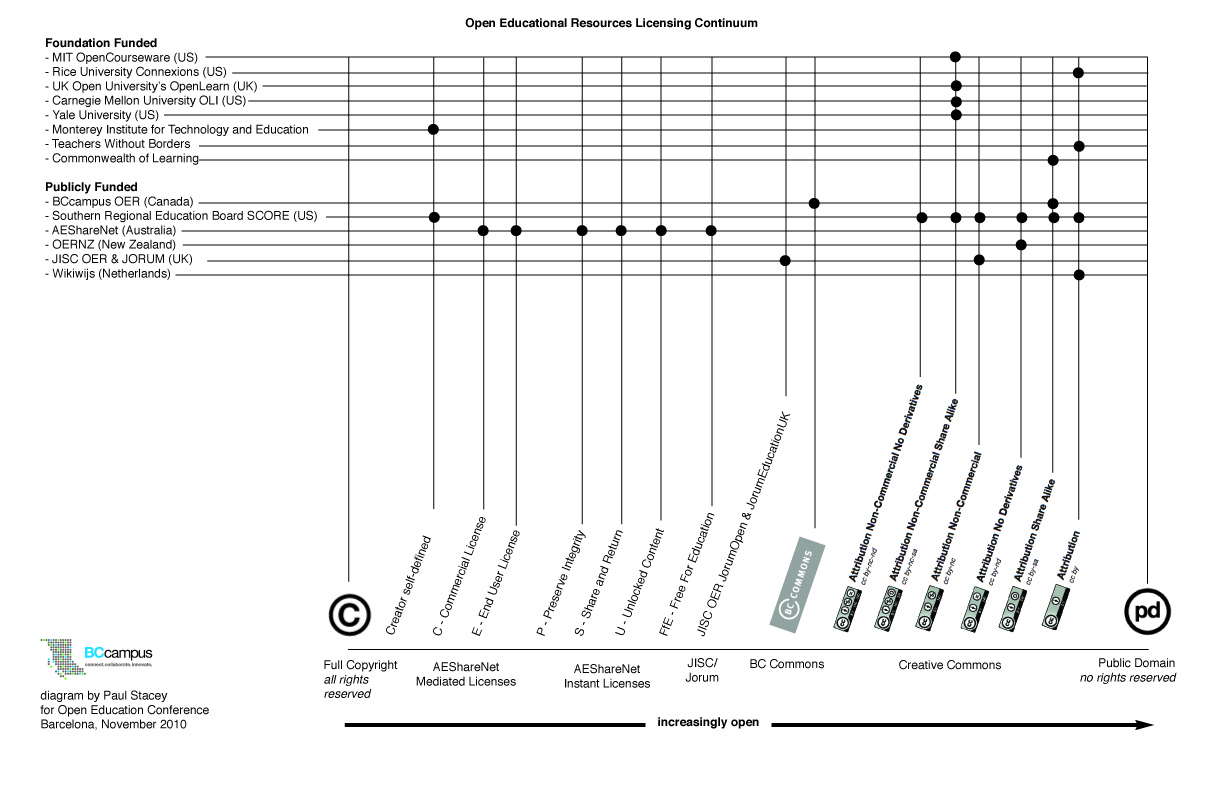 Open Educational Resources Licensing Continuum
Foundation Funded
- MIT OpenCourseware (US)
- Rice University Connexions (US)
- UK Open University's OpenLearn (UK)
- Carnegie Mellon University OLI (US)
- Yale University (US)
- Monterey Institute for Technology and Education
- Teachers Without Borders
- Commonwealth of Learning
Publicly Funded
- BCcampus OER (Canada)
- Southern Regional Education Board SCORE (US)
- AEShareNet (Australia)
- OERNZ (New Zealand)
- JISC OER & JORUM (UK)
- Wikiwijs (Netherlands)
C
Creator self-defined
C - Commercial License
E - End User License
P - Preserve Integrity
S - Share and Return
U - Unlocked Content
FfE - Free For Education
JISC OER JorumOpen & JorumEducationUK
BC COMMONS
Attribution Non-Commercial No Derivatives
cc by-nc-nd
Attribution Non-Commercial Share Alike
cc by-nc-sa
Attribution Non-Commercial
cc by-nc
Attribution No Derivatives
cc by-nd
Attribution Share Alike
cc by-sa
Attribution
cc by
pd
Full Copyright
all rights
reserved
AEShareNet
Mediated Licenses
AEShareNet
Instant Licenses
JISC/
Jorum
BC Commons
Creative Commons
Public Domain
no rights reserved
increasingly open
BCcampus
connect.collaborate.innovate.
diagram by Paul Stacey
for Open Education Conference
Barcelona, November 2010